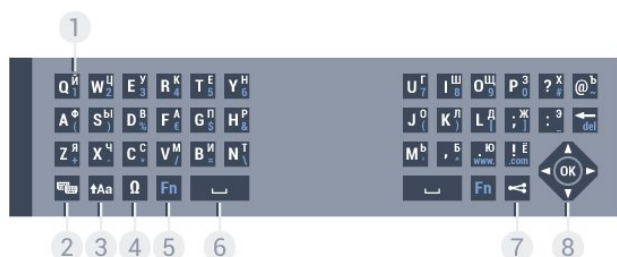 1
Q Й 1 W Ц 2 E У 3 R К 4 T Е 5 Y Н 6 U Г 7 I Ш 8 O Щ 9 P З 0 ? Х # @ Ъ ~
A Ф ( S Ы ) D В % F А € G П $ H Р & J О ( K Л ) L Д [ ; Ж ] : Э _ del
Z Я + X Ч - C С * V М / B И = N Т \ M Ь ' , Б . Ю www. ! Ё .com
Aa Ω Fn Fn OK
2 3 4 5 6 7 8